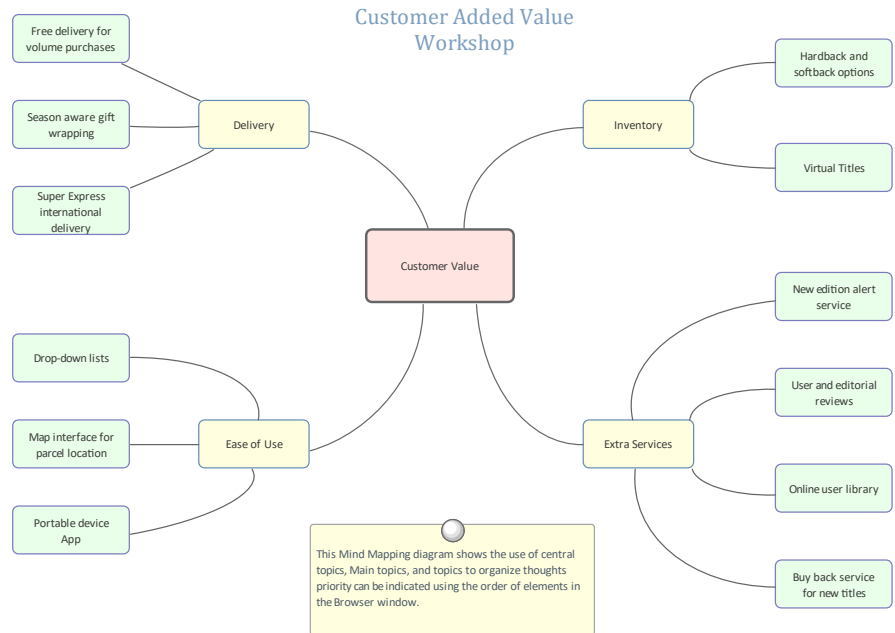 Customer Added Value
Workshop
Free delivery for
volume purchases
Season aware gift
wrapping
Super Express
international
delivery
Delivery
Inventory
Hardback and
softback options
Virtual Titles
Customer Value
Drop-down lists
Map interface for
parcel location
Portable device
App
Ease of Use
Extra Services
New edition alert
service
User and editorial
reviews
Online user library
Buy back service
for new titles
This Mind Mapping diagram shows the use of central
topics, Main topics, and topics to organize thoughts
priority can be indicated using the order of elements in
the Browser window.